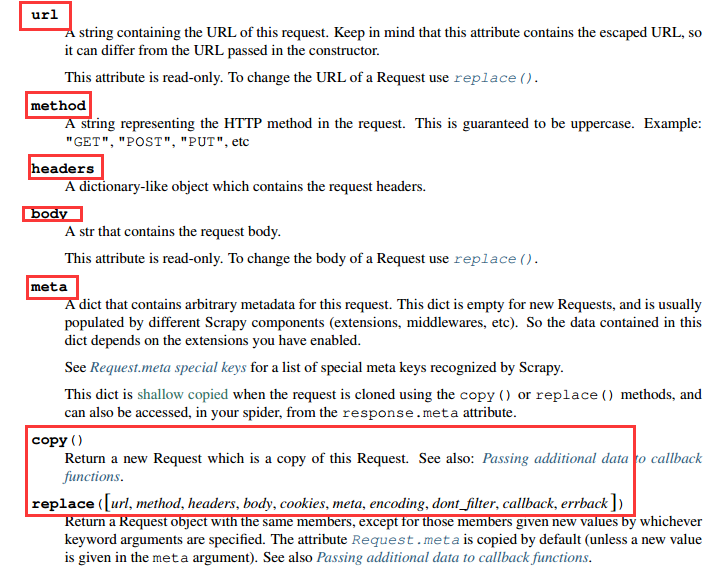 url
A string containing the URL of this request. Keep in mind that this attribute contains the escaped URL, so
it can differ from the URL passed in the constructor.
This attribute is read-only. To change the URL of a Request use replace().
method
A string representing the HTTP method in the request. This is guaranteed to be uppercase. Example:
"GET", "POST", "PUT", etc
headers
A dictionary-like object which contains the request headers.
body
A str that contains the request body.
This attribute is read-only. To change the body of a Request use replace().
meta
A dict that contains arbitrary metadata for this request. This dict is empty for new Requests, and is usually
populated by different Scrapy components (extensions, middlewares, etc). So the data contained in this
dict depends on the extensions you have enabled.
See Request.meta special keys for a list of special meta keys recognized by Scrapy.
This dict is shallow copied when the request is cloned using the copy() or replace() methods, and
can also be accessed, in your spider, from the response.meta attribute.
copy()
Return a new Request which is a copy of this Request. See also: Passing additional data to callback
functions.
replace([url, method, headers, body, cookies, meta, encoding, dont_filter, callback, errback])
Return a Request object with the same members, except for those members given new values by whichever
keyword arguments are specified. The attribute Request.meta is copied by default (unless a new value
is given in the meta argument). See also Passing additional data to callback functions.